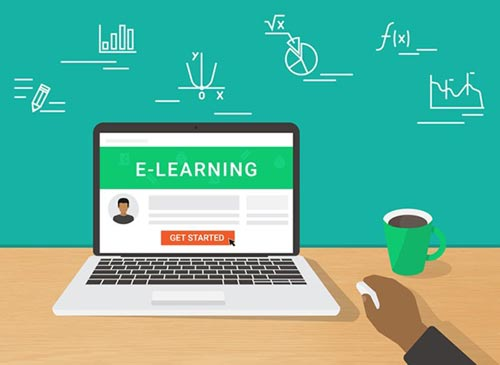 √x
f(x)
y
0
x
E-LEARNING
GET STARTED